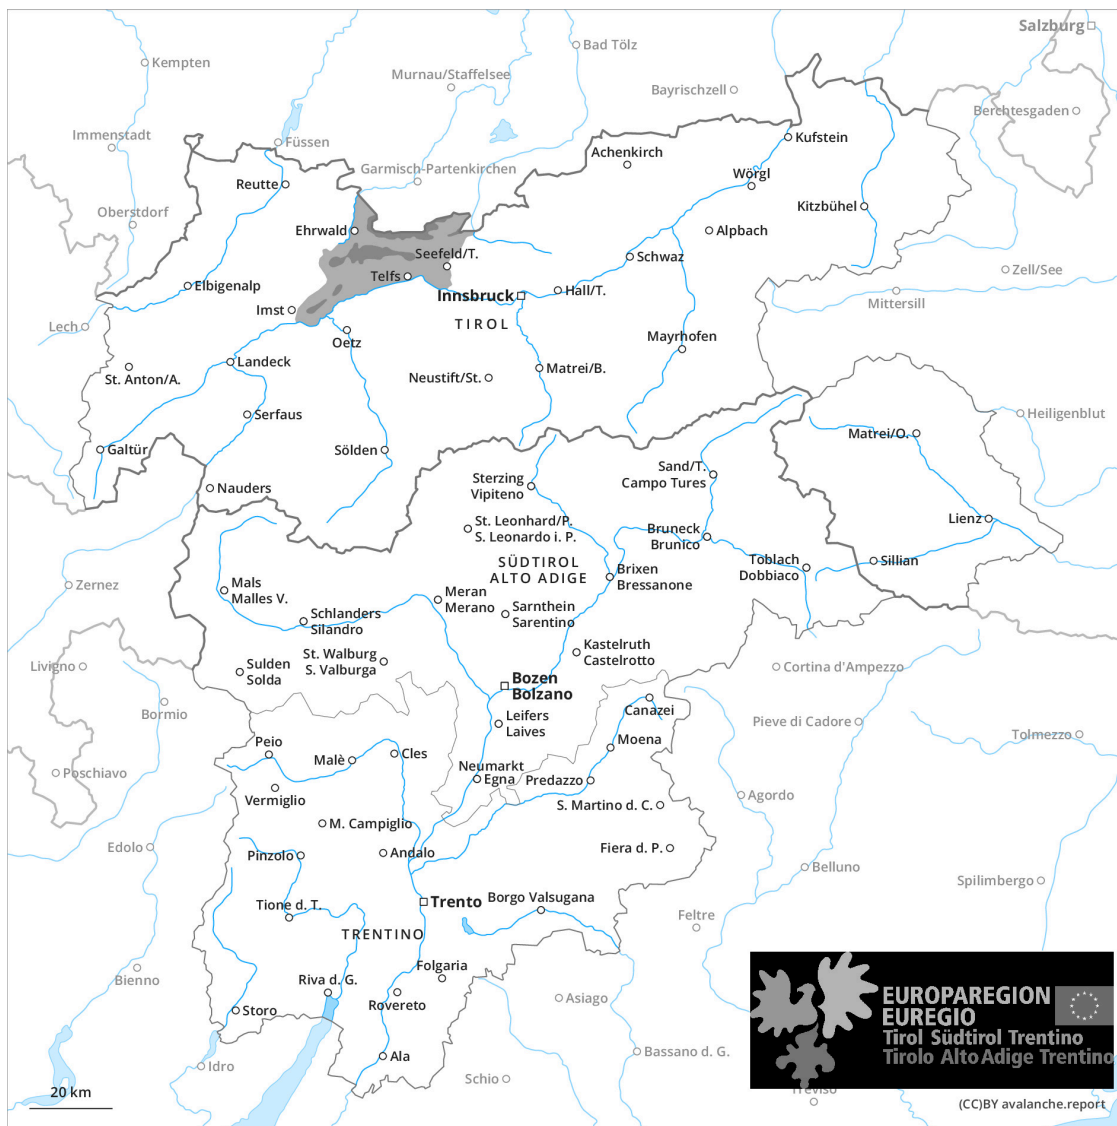 Salzburg
Bad Tölz
Kempten
Murnau/Staffelsee
Bayrischzell
Berchtesgaden
Immenstadt
Füssen
Kufstein
Achenkirch
Garmisch-Partenkirchen
Wörgl
Reutte
Kitzbühel
Oberstdorf
Ehrwald
Alpbach
Seefeld/T.
Schwaz
Telfs
Zell/See
Elbigenalp
Hall/T.
Innsbruck
Mittersill
Imst
TIROL
Lech
Oetz
Mayrhofen
Landeck
Matrei/B.
St. Anton/A.
Neustift/St.
Serfaus
Heiligenblut
Matrei/O.
Galtür
Sölden
Sand/T.
Campo Tures
Sterzing
Vipiteno
Nauders
Lienz
St. Leonhard/P.
S. Leonardo i. P.
Bruneck
Brunico
SÜDTIROL
ALTO ADIGE
Toblach
Dobbiaco
Sillian
Brixen
Bressanone
Zernez
Mals
Malles V.
Meran
Merano
Schlanders
Silandro
Sarnthein
Sarentino
Kastelruth
Castelrotto
St. Walburg
S. Valburga
Livigno
Sulden
Solda
Cortina d'Ampezzo
Bozen
Bolzano
Canazei
Bormio
Leifers
Laives
Pieve di Cadore
Tolmezzo
Moena
Peio
Malè
Cles
Neumarkt
Egna
Predazzo
Poschiavo
Vermiglio
Agordo
S. Martino d. C.
M. Campiglio
Edolo
Pinzolo
Andalo
Fiera d. P.
Belluno
Spilimbergo
Tione d. T.
Trento
Borgo Valsugana
Feltre
TRENTINO
Folgaria
Bienno
Riva d. G.
Rovereto
Asiago
Storo
EUROPAREGION
EUREGIO
Tirol Südtirol Trentino
Tirolo Alto Adige Trentino
Ala
Bassano d. G.
Idro
Schio
Treviso
20 km
(CC)BY avalanche.report